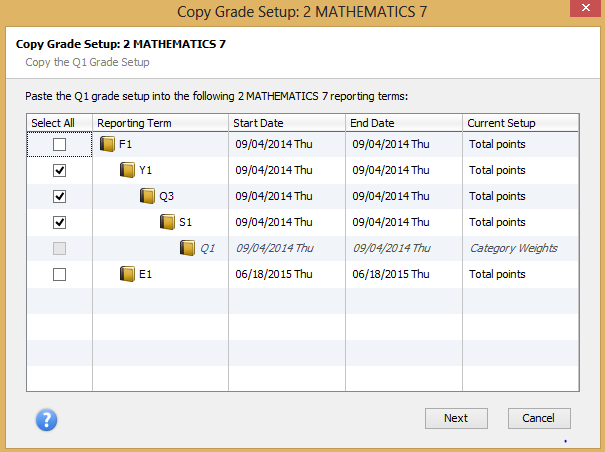 Copy Grade Setup: 2 MATHEMATICS 7
Copy Grade Setup: 2 MATHEMATICS 7
Copy the Q1 Grade Setup
Paste the Q1 grade setup into the following 2 MATHEMATICS 7 reporting terms:
Select All Reporting Term Start Date End Date Current Setup
F1 09/04/2014 Thu 09/04/2014 Thu Total points
Y1 09/04/2014 Thu 09/04/2014 Thu Total points
Q3 09/04/2014 Thu 09/04/2014 Thu Total points
S1 09/04/2014 Thu 09/04/2014 Thu Total points
Q1 09/04/2014 Thu 09/04/2014 Thu Category Weights
E1 06/18/2015 Thu 06/18/2015 Thu Total points
? Next Cancel